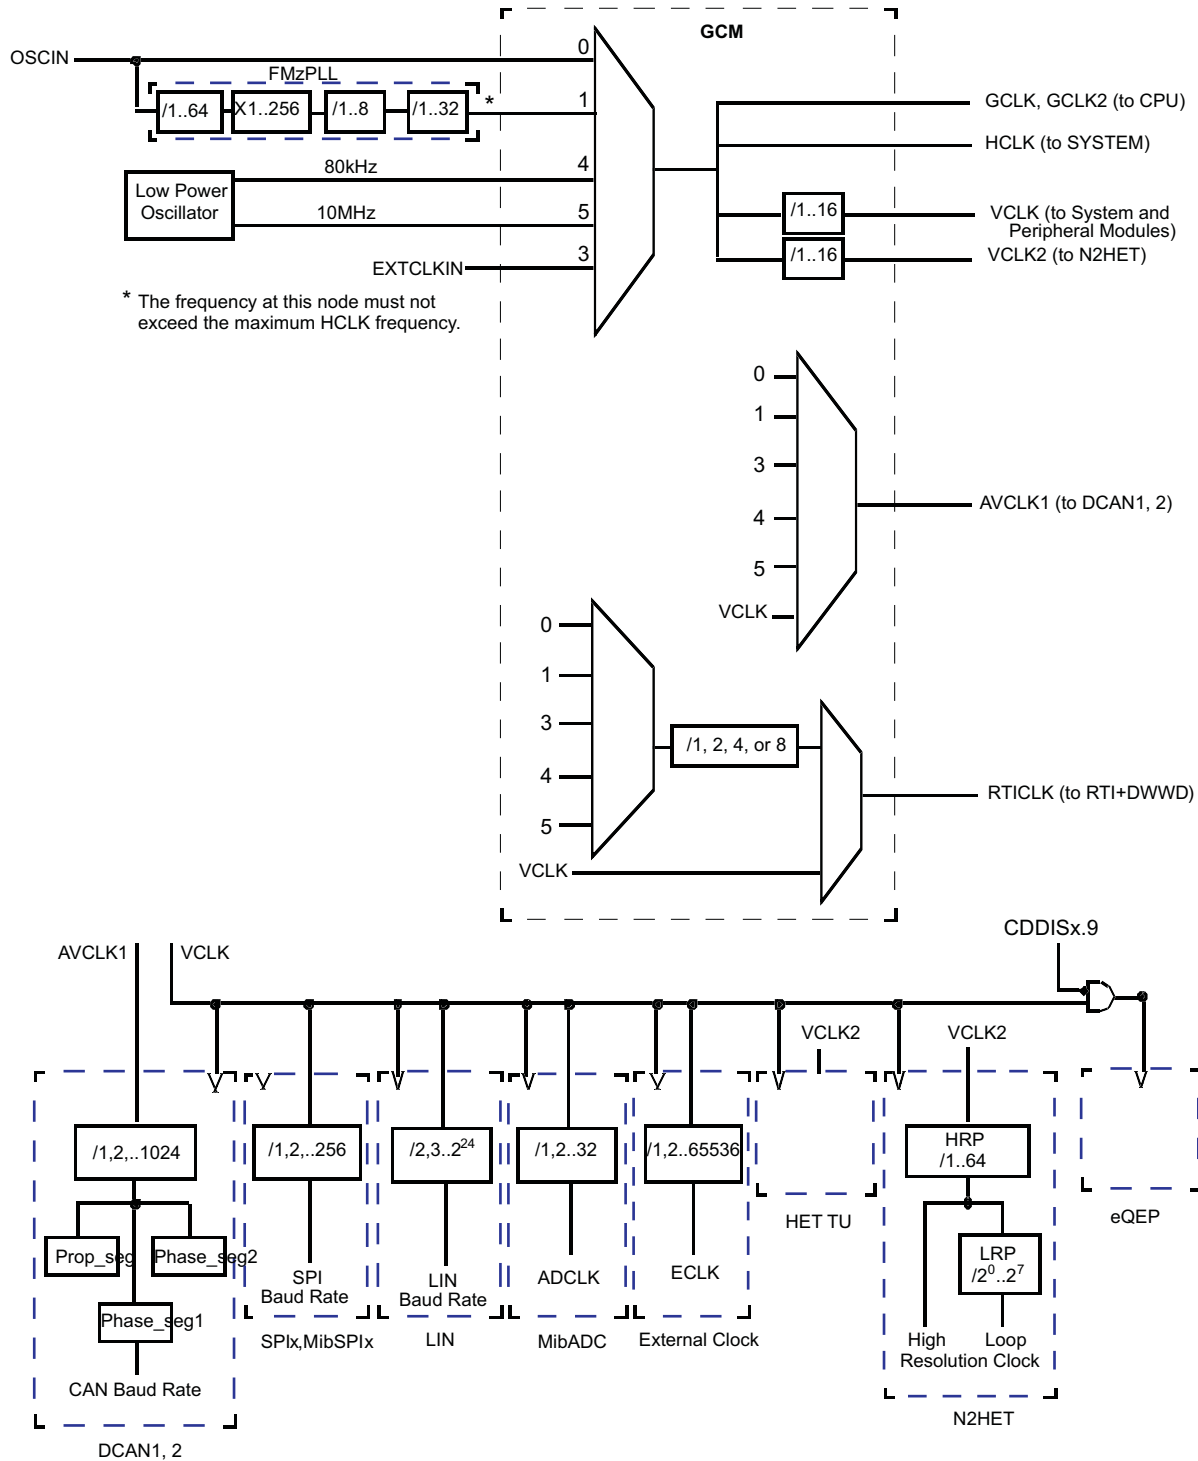 GCM
OSCIN
0
FMzPLL
/1..64
X1..256
/1..8
/1..32
*
1
GCLK, GCLK2 (to CPU)
HCLK (to SYSTEM)
80kHz
4
Low Power
Oscillator
10MHz
5
/1..16
VCLK (to System and
Peripheral Modules)
EXTCLKIN
3
/1..16
VCLK2 (to N2HET)
* The frequency at this node must not
exceed the maximum HCLK frequency.
0
1
3
4
5
VCLK
AVCLK1 (to DCAN1, 2)
0
1
3
4
5
/1, 2, 4, or 8
RTICLK (to RTI+DWWD)
VCLK
CDDISx.9
AVCLK1
VCLK
VCLK2
VCLK2
/1,2,..1024
/1,2,..256
/2,3..2²⁴
/1,2..32
/1,2..65536
HRP
/1..64
HET TU
eQEP
Prop_seg
Phase_seg2
Phase_seg1
CAN Baud Rate
DCAN1, 2
SPI
Baud Rate
SPIx,MibSPIx
LIN
Baud Rate
LIN
ADCLK
MibADC
ECLK
External Clock
LRP
/2⁰..2⁷
High
Loop
Resolution Clock
N2HET